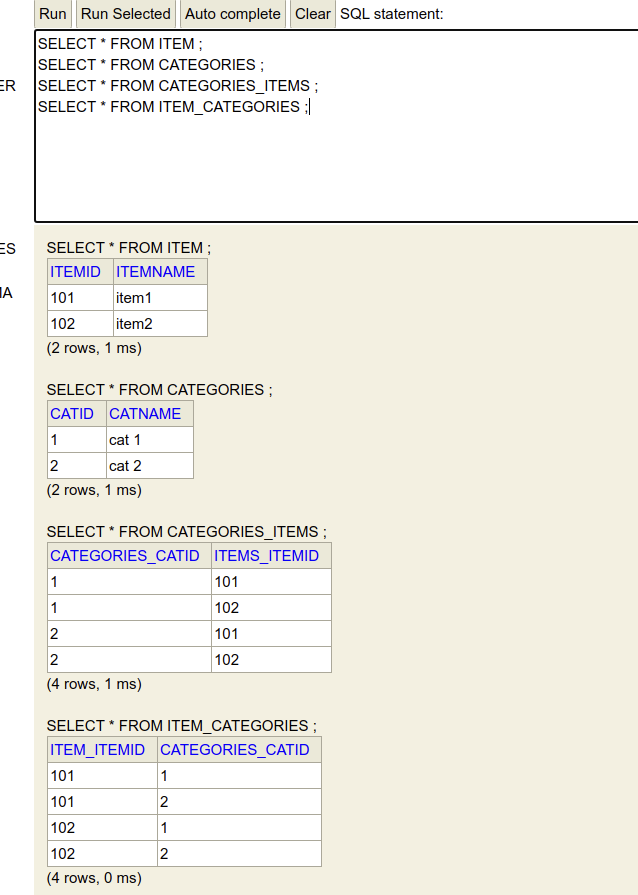 Run Run Selected Auto complete Clear SQL statement:
SELECT * FROM ITEM ;
SELECT * FROM CATEGORIES ;
ER SELECT * FROM CATEGORIES_ITEMS ;
SELECT * FROM ITEM_CATEGORIES ;
ES SELECT * FROM ITEM ;
ITEMID ITEMNAME
IA 101 item1
102 item2
(2 rows, 1 ms)
SELECT * FROM CATEGORIES ;
CATID CATNAME
1 cat 1
2 cat 2
(2 rows, 1 ms)
SELECT * FROM CATEGORIES_ITEMS ;
CATEGORIES_CATID ITEMS_ITEMID
1 101
1 102
2 101
2 102
(4 rows, 1 ms)
SELECT * FROM ITEM_CATEGORIES ;
ITEM_ITEMID CATEGORIES_CATID
101 1
101 2
102 1
102 2
(4 rows, 0 ms)